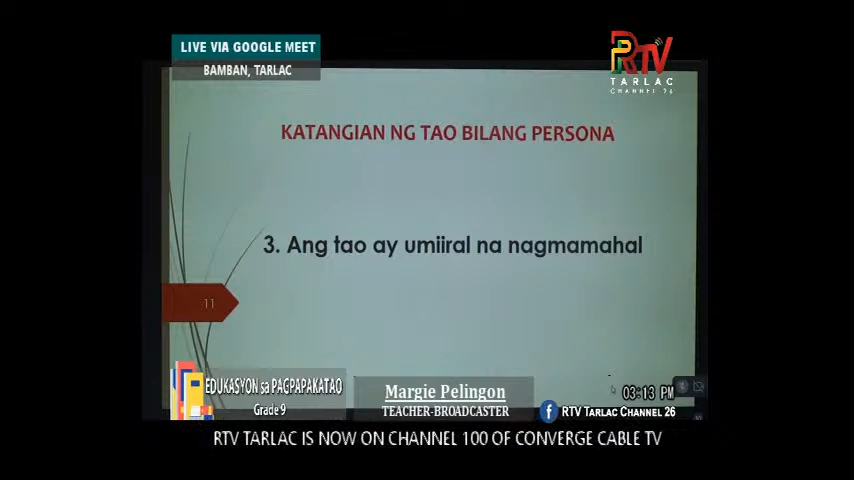 LIVE VIA GOOGLE MEET
BAMBAN, TARLAC
RTV
TARLAC
CHANNEL 26
KATANGIAN NG TAO BILANG PERSONA
3. Ang tao ay umiiral na nagmamahal
11
EDUKASYON sa PAGPAPAKATAO
Grade 9
Margie Pelingon
TEACHER-BROADCASTER
03:13 PM
RTV TARLAC CHANNEL 26
RTV TARLAC IS NOW ON CHANNEL 100 OF CONVERGE CABLE TV